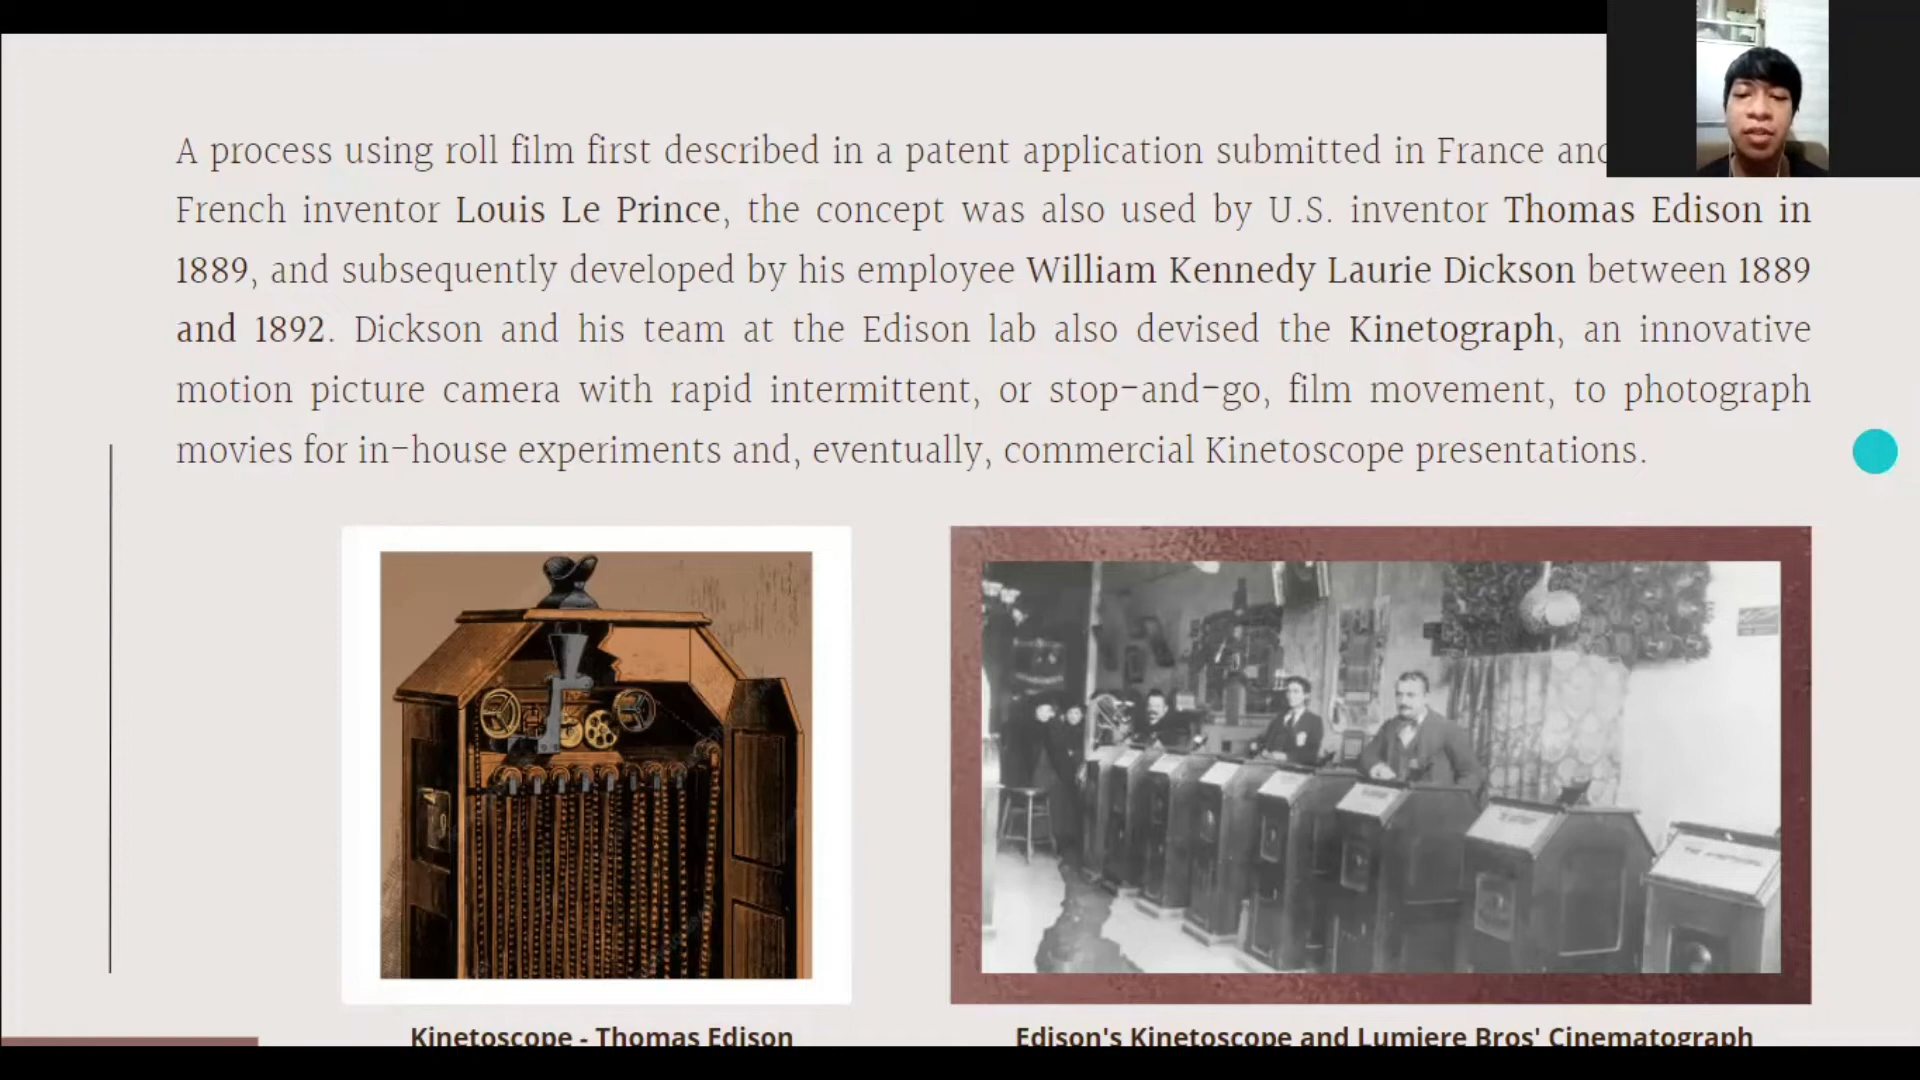 A process using roll film first described in a patent application submitted in France and
French inventor Louis Le Prince, the concept was also used by U.S. inventor Thomas Edison in
1889, and subsequently developed by his employee William Kennedy Laurie Dickson between 1889
and 1892. Dickson and his team at the Edison lab also devised the Kinetograph, an innovative
motion picture camera with rapid intermittent, or stop-and-go, film movement, to photograph
movies for in-house experiments and, eventually, commercial Kinetoscope presentations.
Kinetoscope - Thomas Edison
Edison's Kinetoscope and Lumiere Bros' Cinematograph